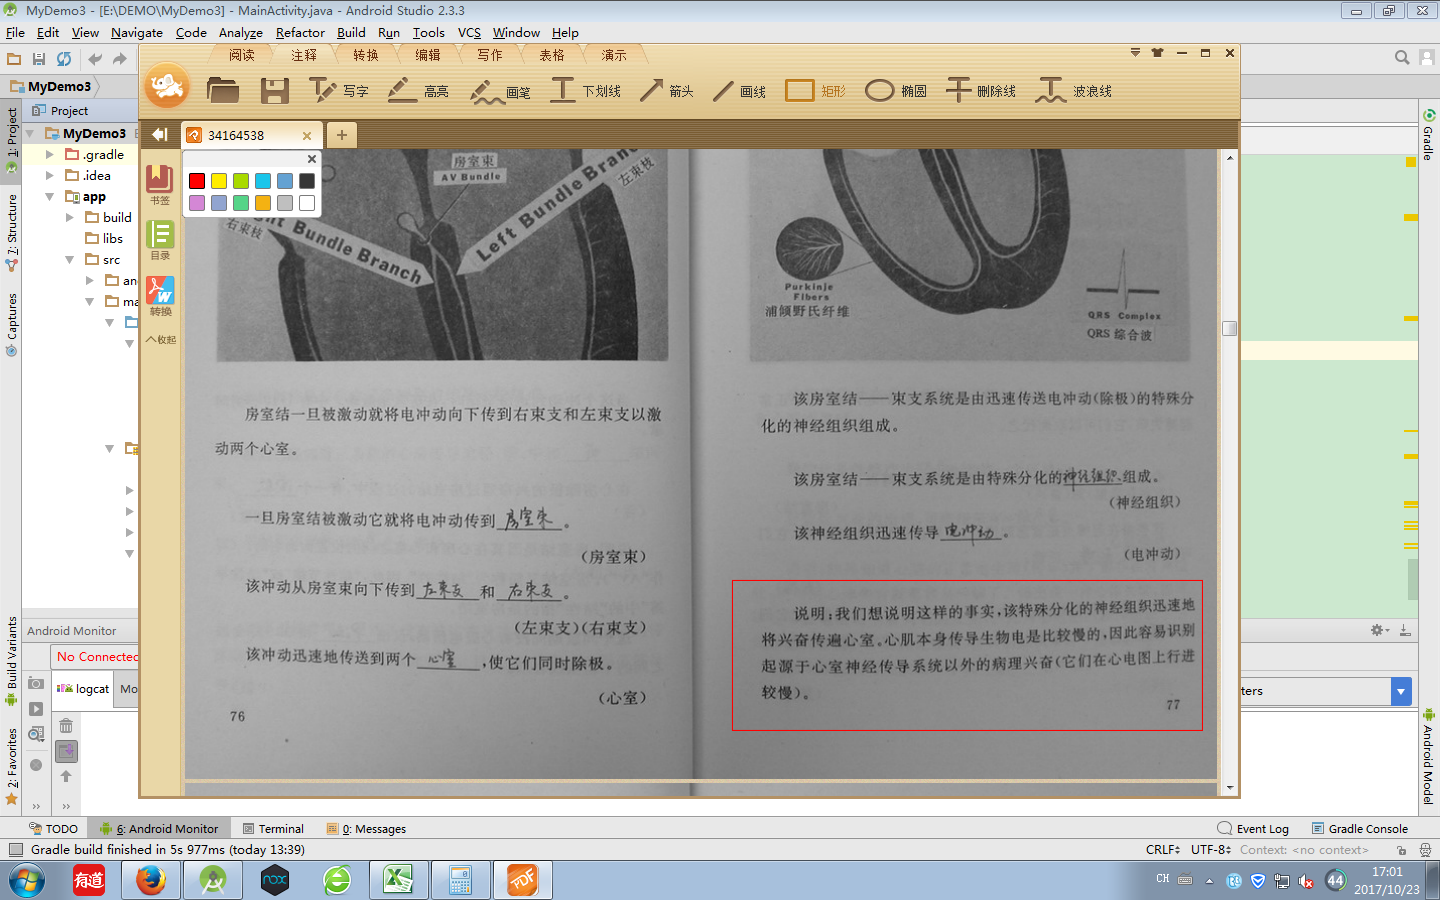 MyDemo3 - [E:\DEMO\MyDemo3] - MainActivity.java - Android Studio 2.3.3
File Edit View Navigate Code Analyze Refactor Build Run Tools VCS Window Help
阅读 注释 转换 编辑 写作 表格 演示
写字 高亮 画笔 下划线 箭头 画线 矩形 椭圆 删除线 波浪线
MyDemo3
34164538
1: Project
7: Structure
Captures
Build Variants
2: Favorites
Project
MyDemo3
.gradle
.idea
app
build
libs
src
an
ma
书签
目录
转换
收起
房室束
AV Bundle
Left Bundle Bran
左束枝
ght Bundle Branch
右束枝
房室结一旦被激动就将电冲动向下传到右束支和左束支以激
动两个心室。
一旦房室结被激动它就将电冲动传到 房室束 。
(房室束)
该冲动从房室束向下传到 左束支 和 右束支 。
(左束支)(右束支)
该冲动迅速地传送到两个 心室 ,使它们同时除极。
(心室)
76
Purkinje
Fibers
浦倾野氏纤维
QRS Complex
QRS 综合波
该房室结——束支系统是由迅速传送电冲动(除极)的特殊分
化的神经组织组成。
该房室结——束支系统是由特殊分化的神经组织组成。
(神经组织)
该神经组织迅速传导 电冲动 。
(电冲动)
说明:我们想说明这样的事实,该特殊分化的神经组织迅速地
将兴奋传遍心室。心肌本身传导生物电是比较慢的,因此容易识别
起源于心室神经传导系统以外的病理兴奋(它们在心电图上行进
较慢)。
77
Gradle
Android Model
Android Monitor
No Connected
logcat
Mo
ters
TODO 6: Android Monitor Terminal 0: Messages Event Log Gradle Console
Gradle build finished in 5s 977ms (today 13:39) CRLF UTF-8 Context: <no context>
有道
nox
PDF
CH
44
17:01
2017/10/23